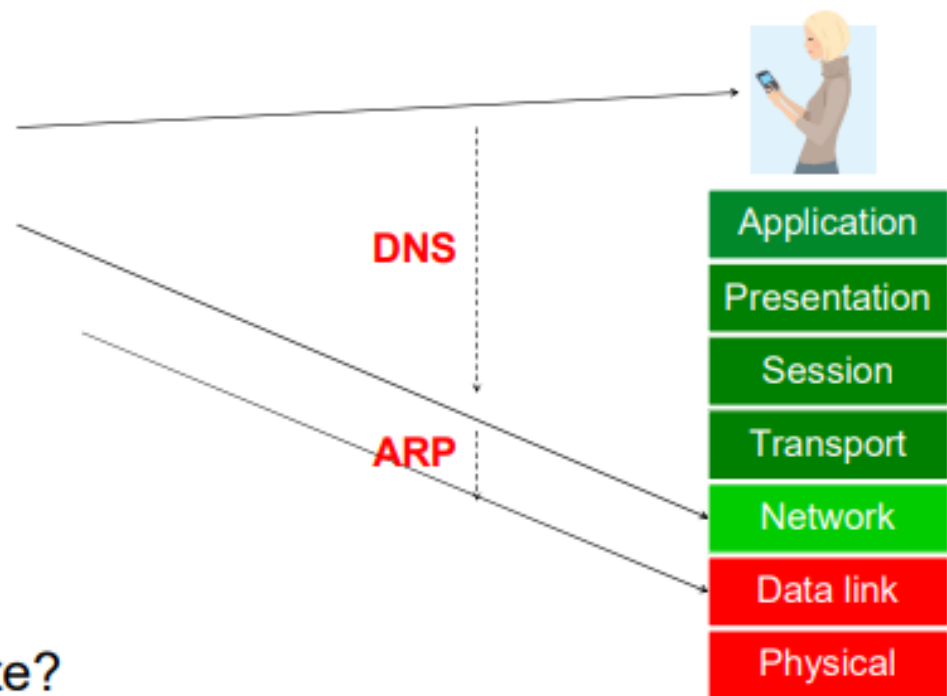 DNS
ARP
Application
Presentation
Session
Transport
Network
Data link
Physical